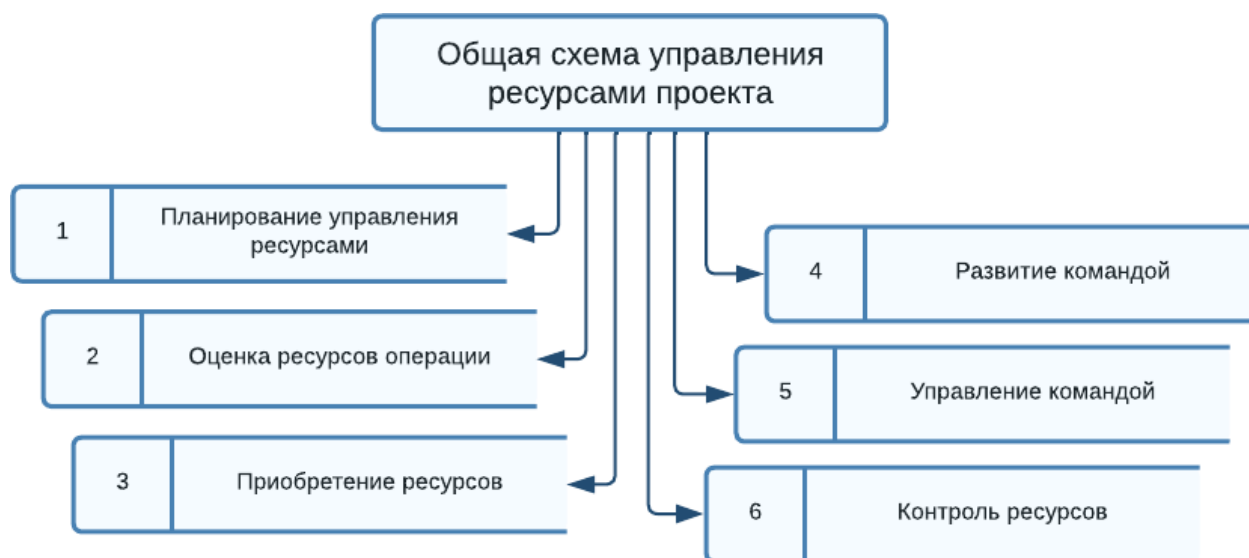 Общая схема управления
ресурсами проекта
1
Планирование управления
ресурсами
2
Оценка ресурсов операции
3
Приобретение ресурсов
4
Развитие командой
5
Управление командой
6
Контроль ресурсов